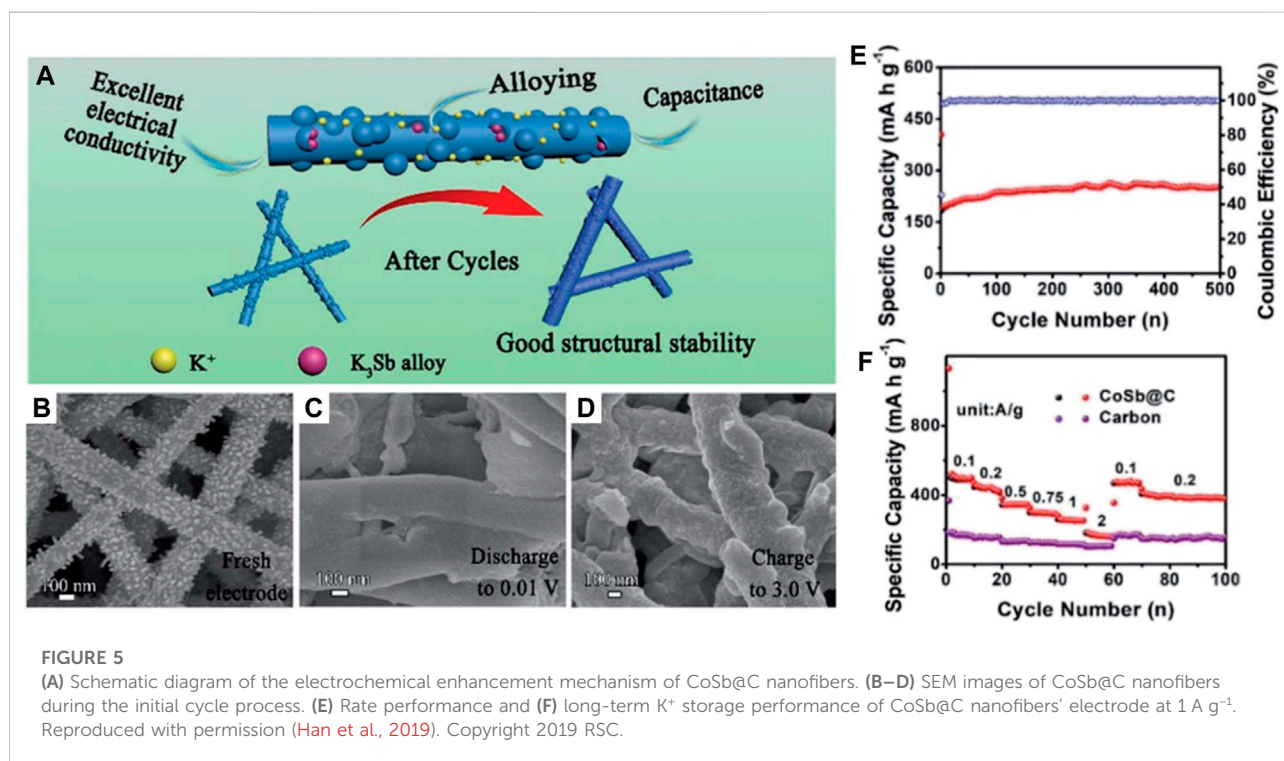 A
Excellent
electrical
conductivity
Alloying
Capacitance
After Cycles
Good structural stability
K⁺
K₃Sb alloy
B
Fresh
electrode
100 nm
C
Discharge
to 0.01 V
100 nm
D
Charge
to 3.0 V
100 nm
E
Specific Capacity (mA h g⁻¹)
600
450
300
150
0
Coulombic Efficiency (%)
100
80
60
40
20
0
0 100 200 300 400 500
Cycle Number (n)
F
Specific Capacity (mA h g⁻¹)
800
400
0
unit:A/g
CoSb@C
Carbon
0.1
0.2
0.5
0.75
1
2
0.1
0.2
0 20 40 60 80 100
Cycle Number (n)
FIGURE 5
(A) Schematic diagram of the electrochemical enhancement mechanism of CoSb@C nanofibers. (B–D) SEM images of CoSb@C nanofibers
during the initial cycle process. (E) Rate performance and (F) long-term K⁺ storage performance of CoSb@C nanofibers’ electrode at 1 A g⁻¹.
Reproduced with permission (Han et al., 2019). Copyright 2019 RSC.